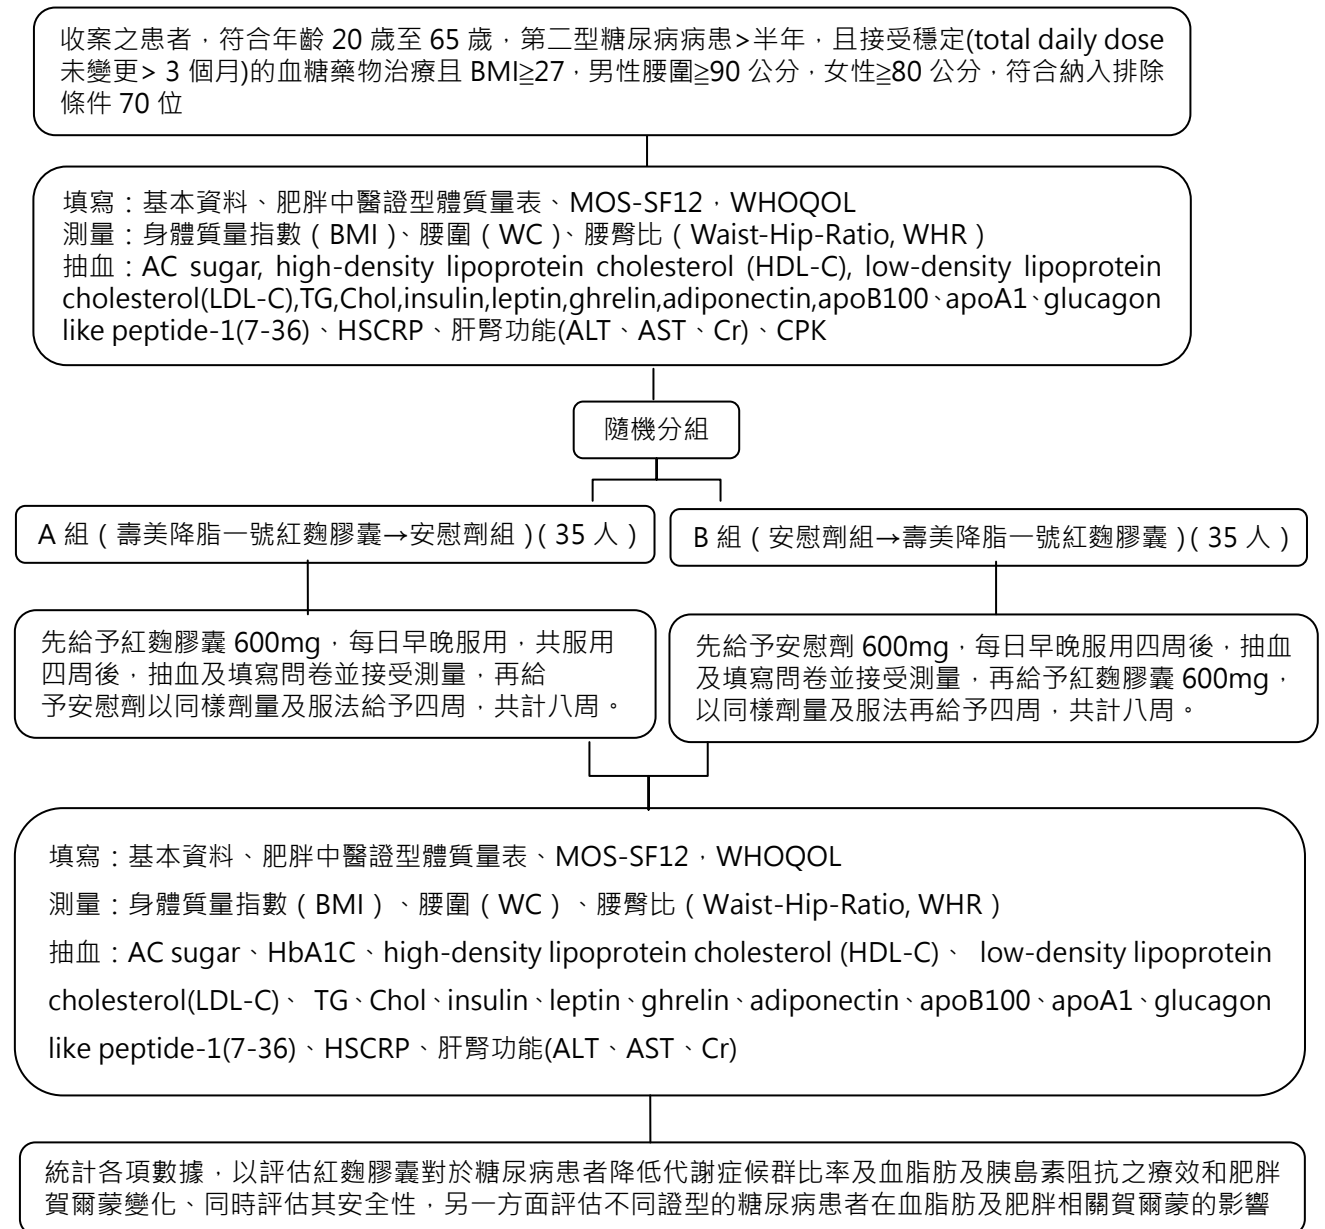 收案之患者，符合年齡 20 歲至 65 歲，第二型糖尿病病患>半年，且接受穩定(total daily dose
未變更> 3 個月)的血糖藥物治療且 BMI≧27，男性腰圍≧90 公分，女性≧80 公分，符合納入排除
條件 70 位
填寫：基本資料、肥胖中醫證型體質量表、MOS-SF12，WHOQOL
測量：身體質量指數（BMI）、腰圍（WC）、腰臀比（Waist-Hip-Ratio, WHR）
抽血：AC sugar, high-density lipoprotein cholesterol (HDL-C), low-density lipoprotein
cholesterol(LDL-C),TG,Chol,insulin,leptin,ghrelin,adiponectin,apoB100、apoA1、glucagon
like peptide-1(7-36)、HSCRP、肝腎功能(ALT、AST、Cr)、CPK
隨機分組
A 組（壽美降脂一號紅麴膠囊→安慰劑組）（35 人）
B 組（安慰劑組→壽美降脂一號紅麴膠囊）（35 人）
先給予紅麴膠囊 600mg，每日早晚服用，共服用
四周後，抽血及填寫問卷並接受測量，再給
予安慰劑以同樣劑量及服法給予四周，共計八周。
先給予安慰劑 600mg，每日早晚服用四周後，抽血
及填寫問卷並接受測量，再給予紅麴膠囊 600mg，
以同樣劑量及服法再給予四周，共計八周。
填寫：基本資料、肥胖中醫證型體質量表、MOS-SF12，WHOQOL
測量：身體質量指數（BMI）、腰圍（WC）、腰臀比（Waist-Hip-Ratio, WHR）
抽血：AC sugar、HbA1C、high-density lipoprotein cholesterol (HDL-C)、 low-density lipoprotein
cholesterol(LDL-C)、 TG、Chol、insulin、leptin、ghrelin、adiponectin、apoB100、apoA1、glucagon
like peptide-1(7-36)、HSCRP、肝腎功能(ALT、AST、Cr)
統計各項數據，以評估紅麴膠囊對於糖尿病患者降低代謝症候群比率及血脂肪及胰島素阻抗之療效和肥胖
賀爾蒙變化、同時評估其安全性，另一方面評估不同證型的糖尿病患者在血脂肪及肥胖相關賀爾蒙的影響